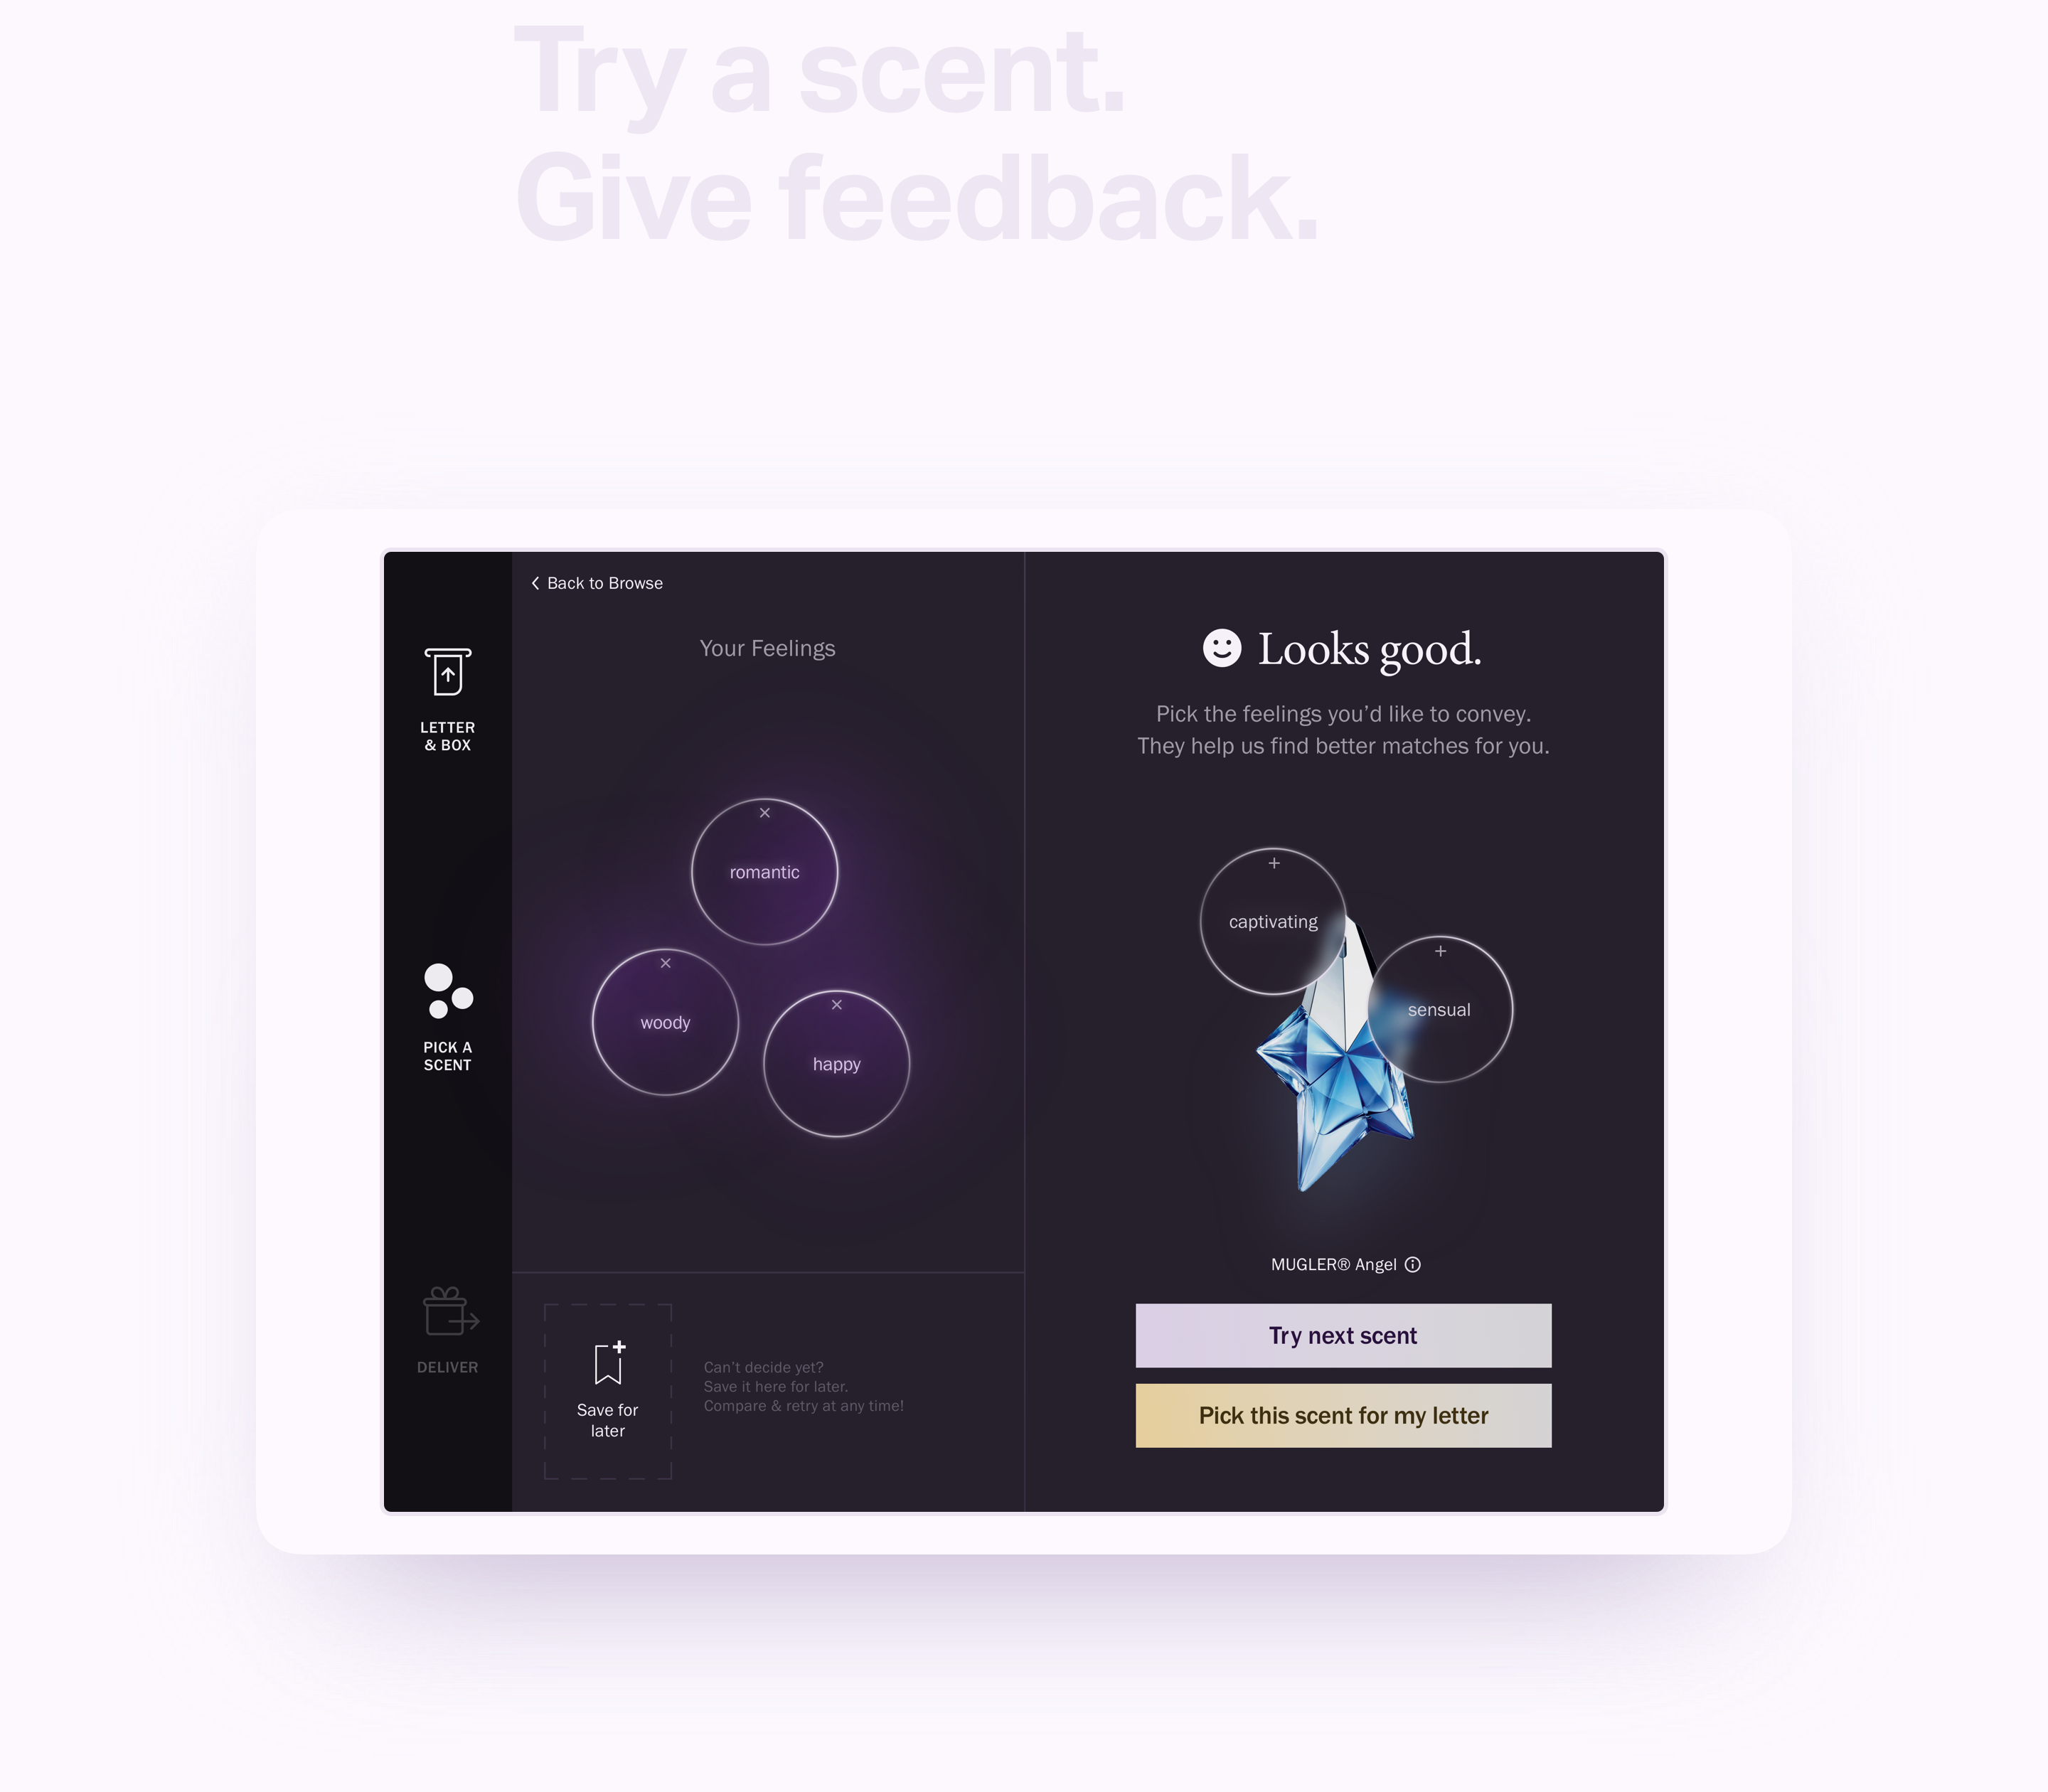 Try a scent.
Give feedback.
Back to Browse
LETTER
& BOX
PICK A
SCENT
DELIVER
Your Feelings
romantic
woody
happy
Save for
later
Can’t decide yet?
Save it here for later.
Compare & retry at any time!
Looks good.
Pick the feelings you’d like to convey.
They help us find better matches for you.
captivating
sensual
MUGLER® Angel
Try next scent
Pick this scent for my letter